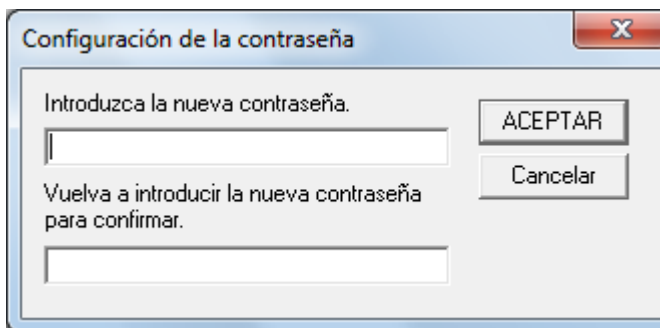 Configuración de la contraseña
Introduzca la nueva contraseña.
ACEPTAR
Cancelar
Vuelva a introducir la nueva contraseña
para confirmar.